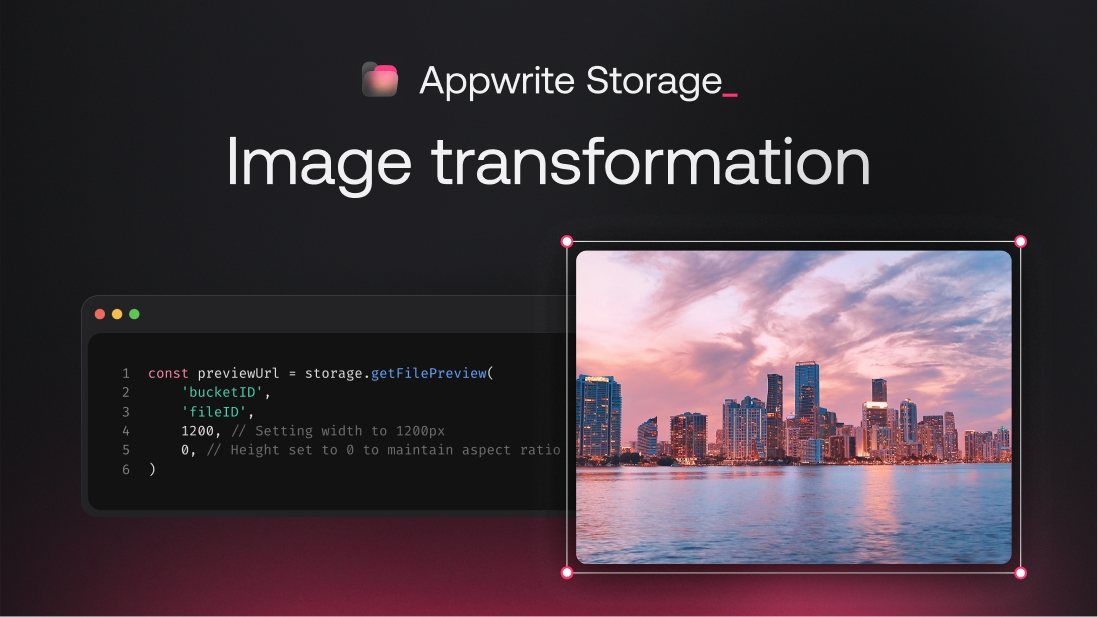 Appwrite Storage_
Image transformation
1 const previewUrl = storage.getFilePreview(
2 'bucketID',
3 'fileID',
4 1200, // Setting width to 1200px
5 0, // Height set to 0 to maintain aspect ratio
6 )